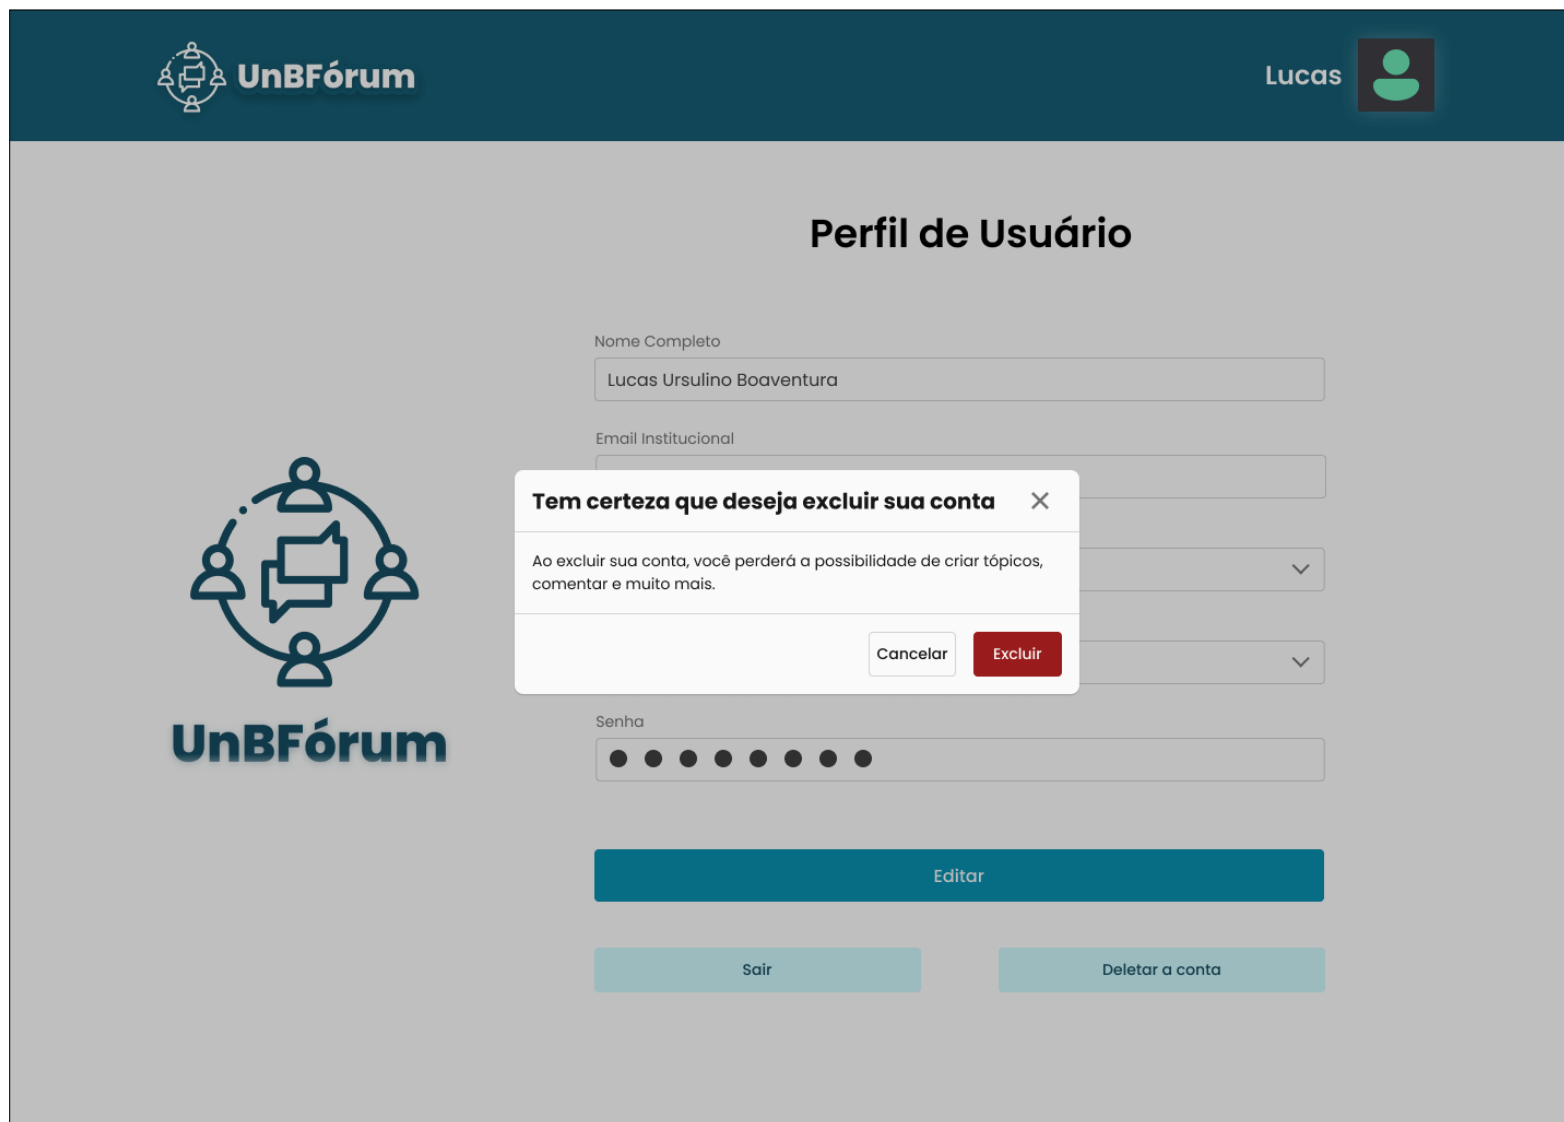 UnBFórum
Lucas
Perfil de Usuário
Nome Completo
Lucas Ursulino Boaventura
Email Institucional
Tem certeza que deseja excluir sua conta
Ao excluir sua conta, você perderá a possibilidade de criar tópicos,
comentar e muito mais.
Cancelar
Excluir
UnBFórum
Senha
Editar
Sair
Deletar a conta